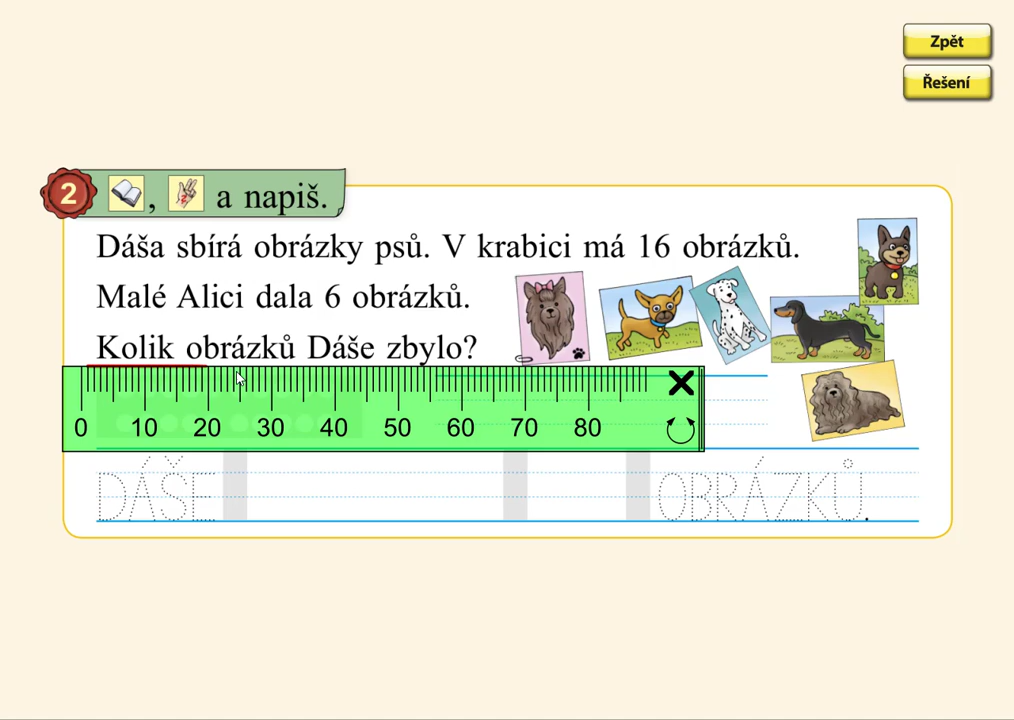 Zpět
Řešení
2 , a napiš.
Dáša sbírá obrázky psů. V krabici má 16 obrázků.
Malé Alici dala 6 obrázků.
Kolik obrázků Dáše zbylo?
0 10 20 30 40 50 60 70 80
DÁŠE OBRÁZKŮ.